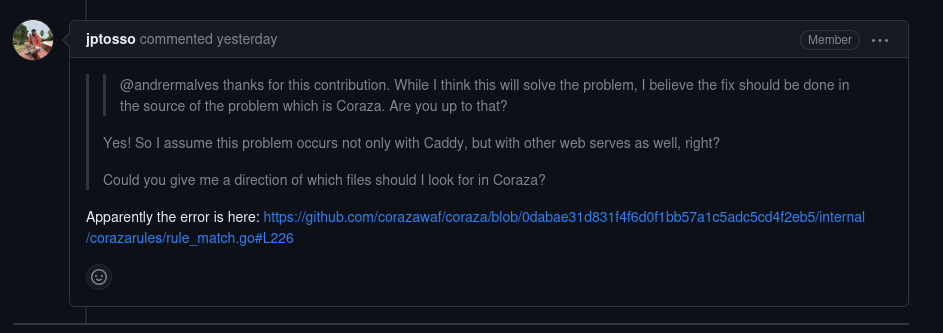 jptosso commented yesterday
Member
@andrermalves thanks for this contribution. While I think this will solve the problem, I believe the fix should be done in
the source of the problem which is Coraza. Are you up to that?
Yes! So I assume this problem occurs not only with Caddy, but with other web serves as well, right?
Could you give me a direction of which files should I look for in Coraza?
Apparently the error is here: https://github.com/corazawaf/coraza/blob/0dabae31d831f4f6d0f1bb57a1c5adc5cd4f2eb5/internal
/corazarules/rule_match.go#L226